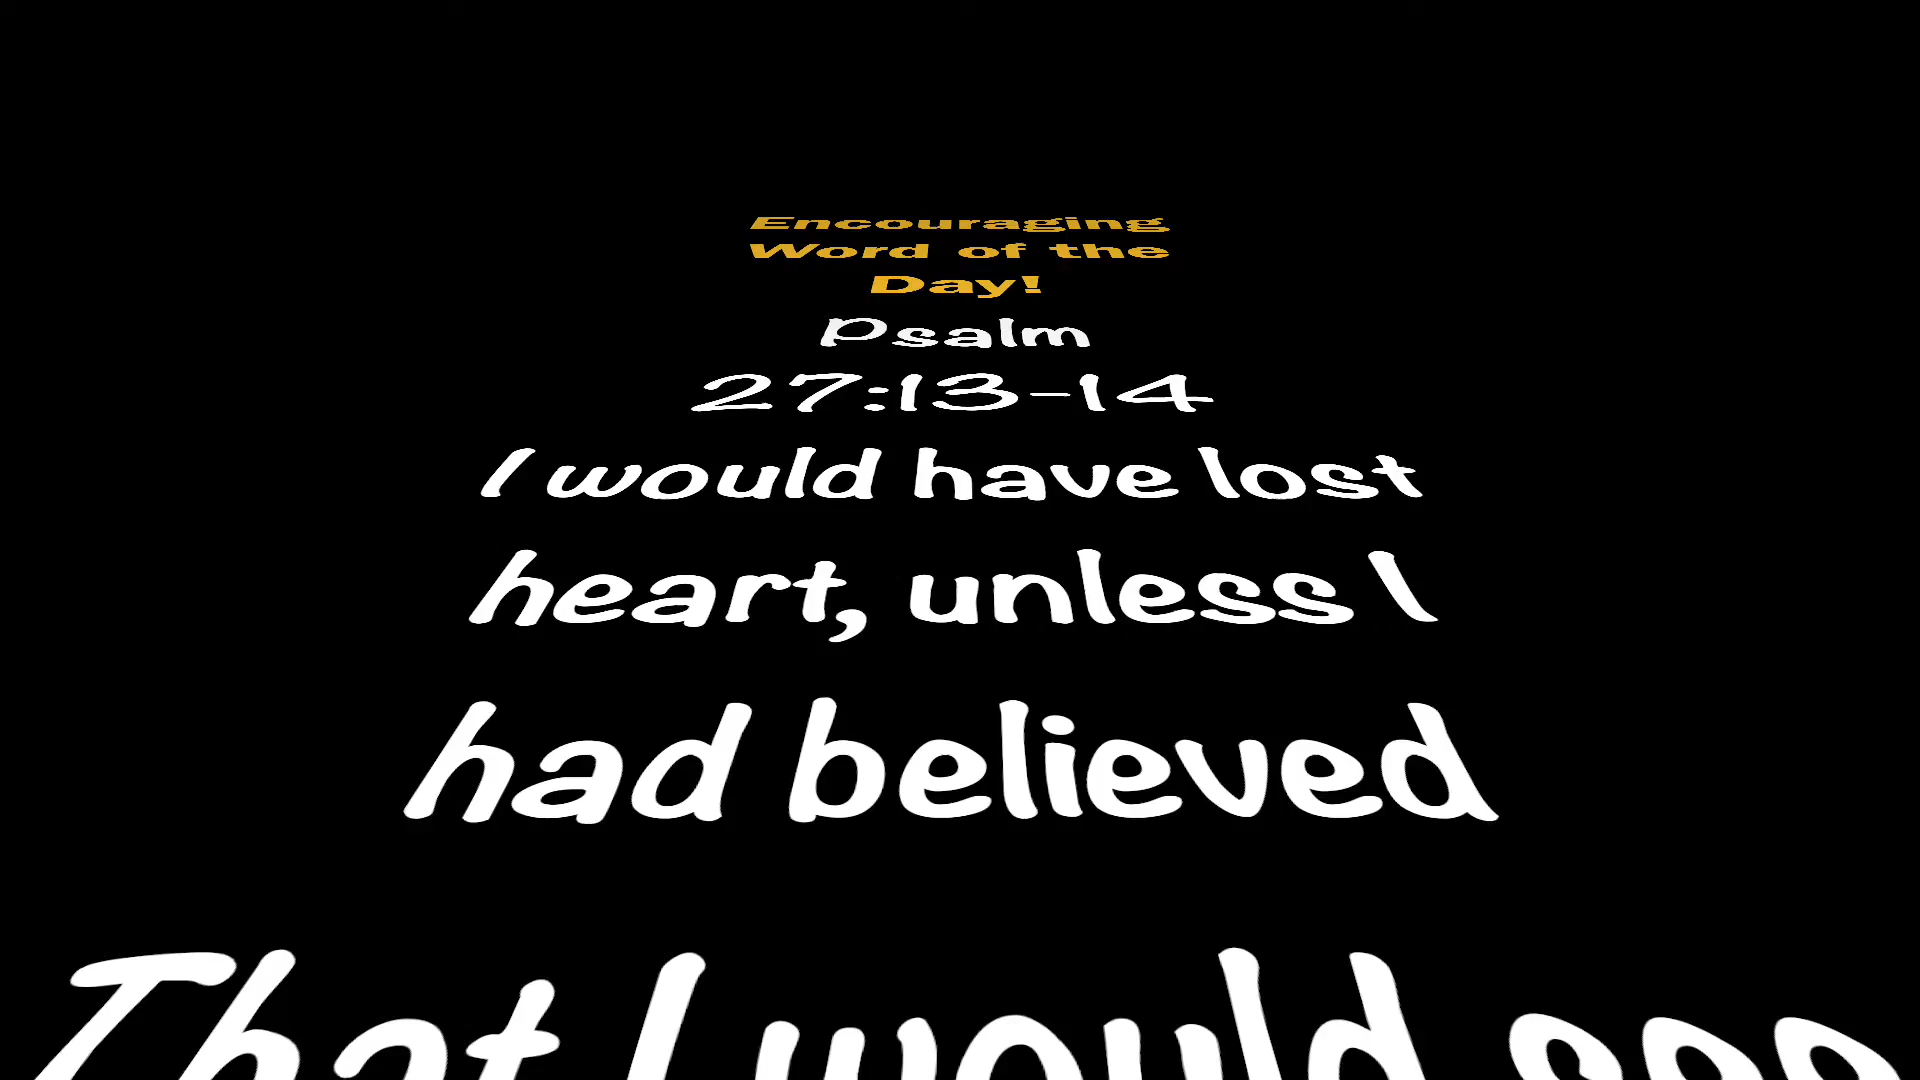 Encouraging
Word of the
Day!
Psalm
27:13-14
I would have lost
heart, unless I
had believed
That I would see